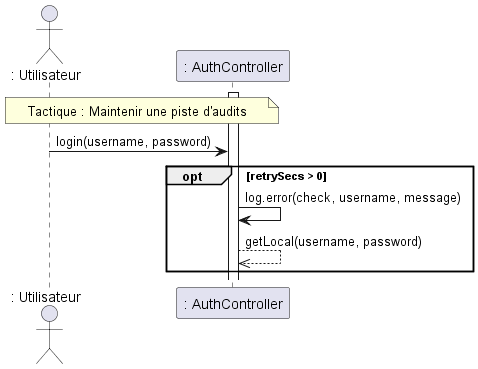 : Utilisateur
: AuthController
Tactique : Maintenir une piste d'audits
login(username, password)
opt
[retrySecs > 0]
log.error(check, username, message)
getLocal(username, password)
: Utilisateur
: AuthController